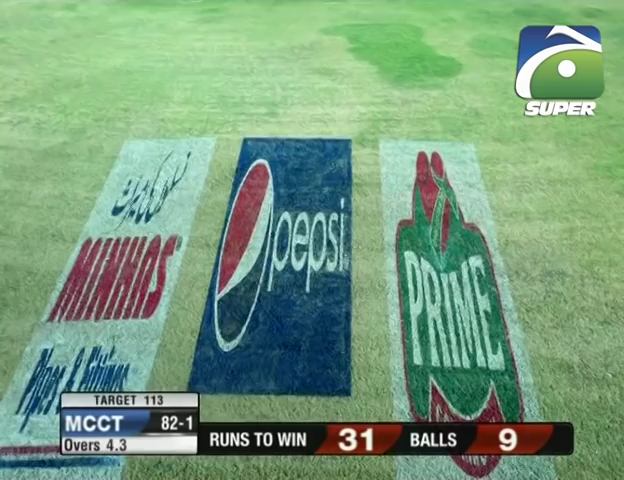 SUPER
MINHAS
Pipes & Fittings
pepsi
PRIME
TARGET 113
MCCT 82-1
Overs 4.3
RUNS TO WIN 31 BALLS 9